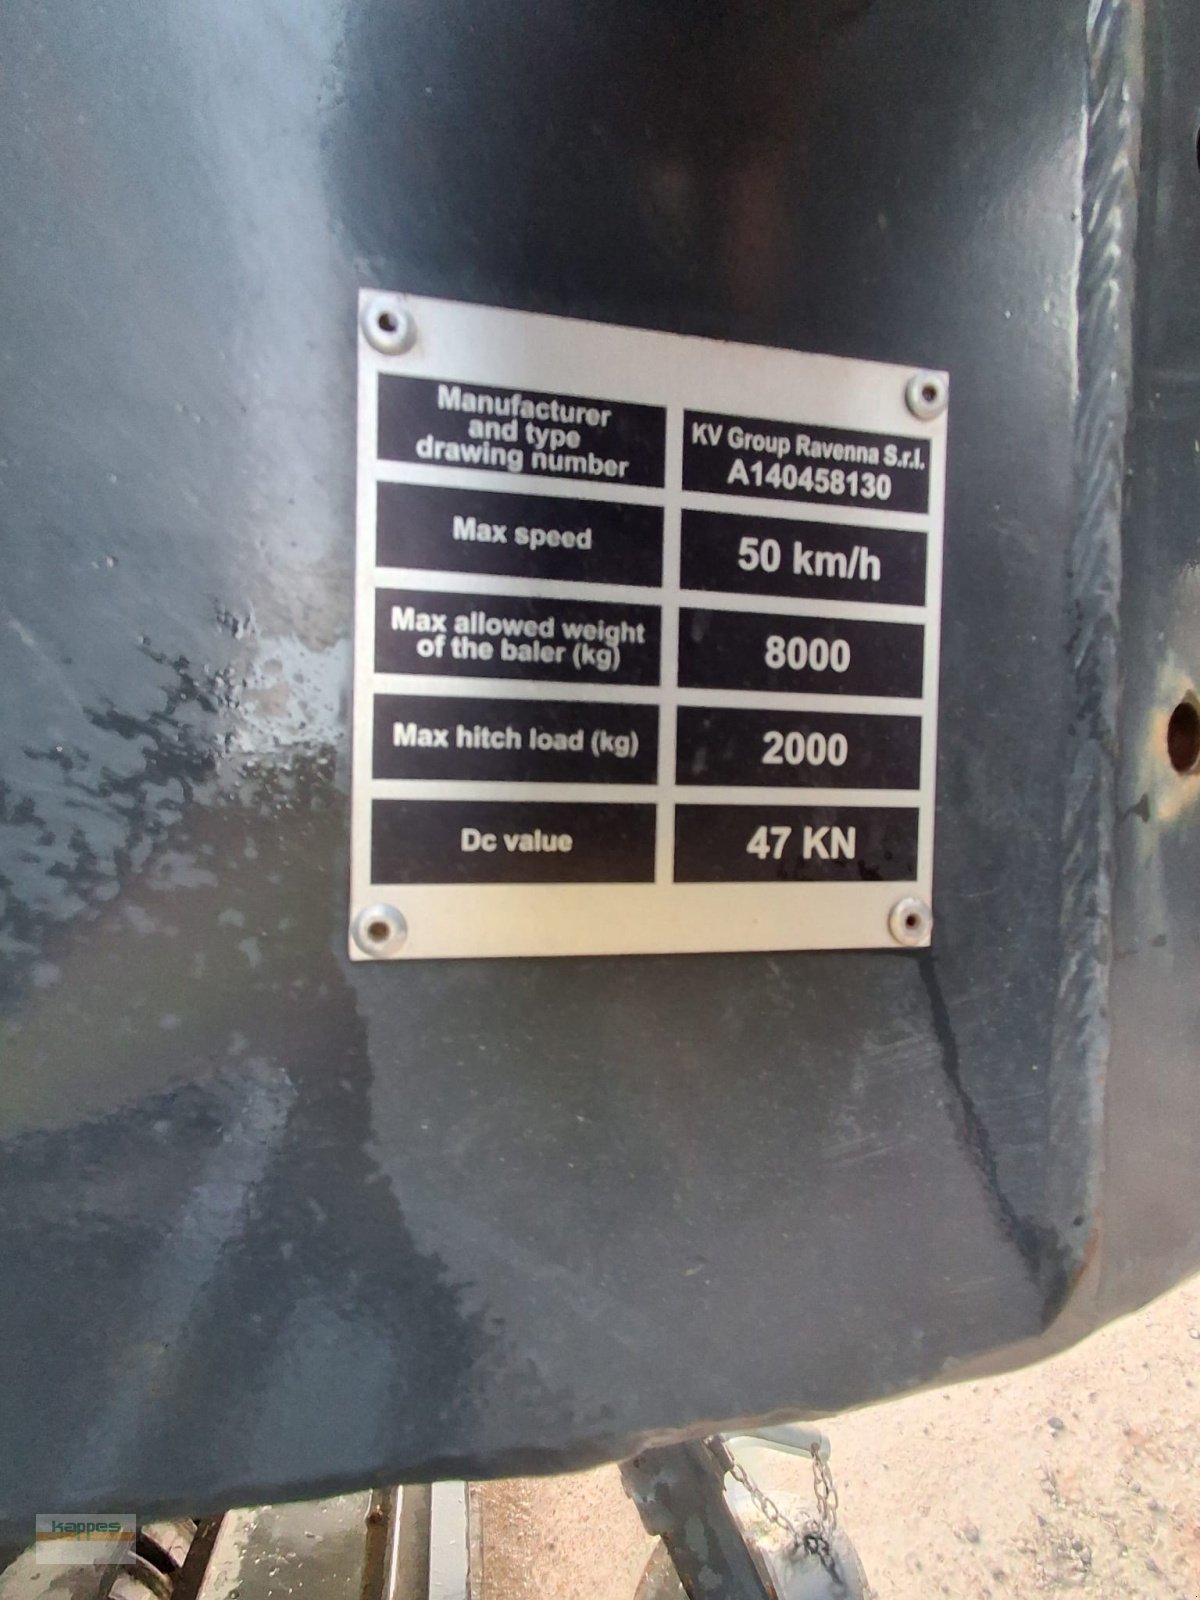 Manufacturer
and type
drawing number
KV Group Ravenna S.r.l.
A140458130
Max speed
50 km/h
Max allowed weight
of the baler (kg)
8000
Max hitch load (kg)
2000
Dc value
47 KN
kappes